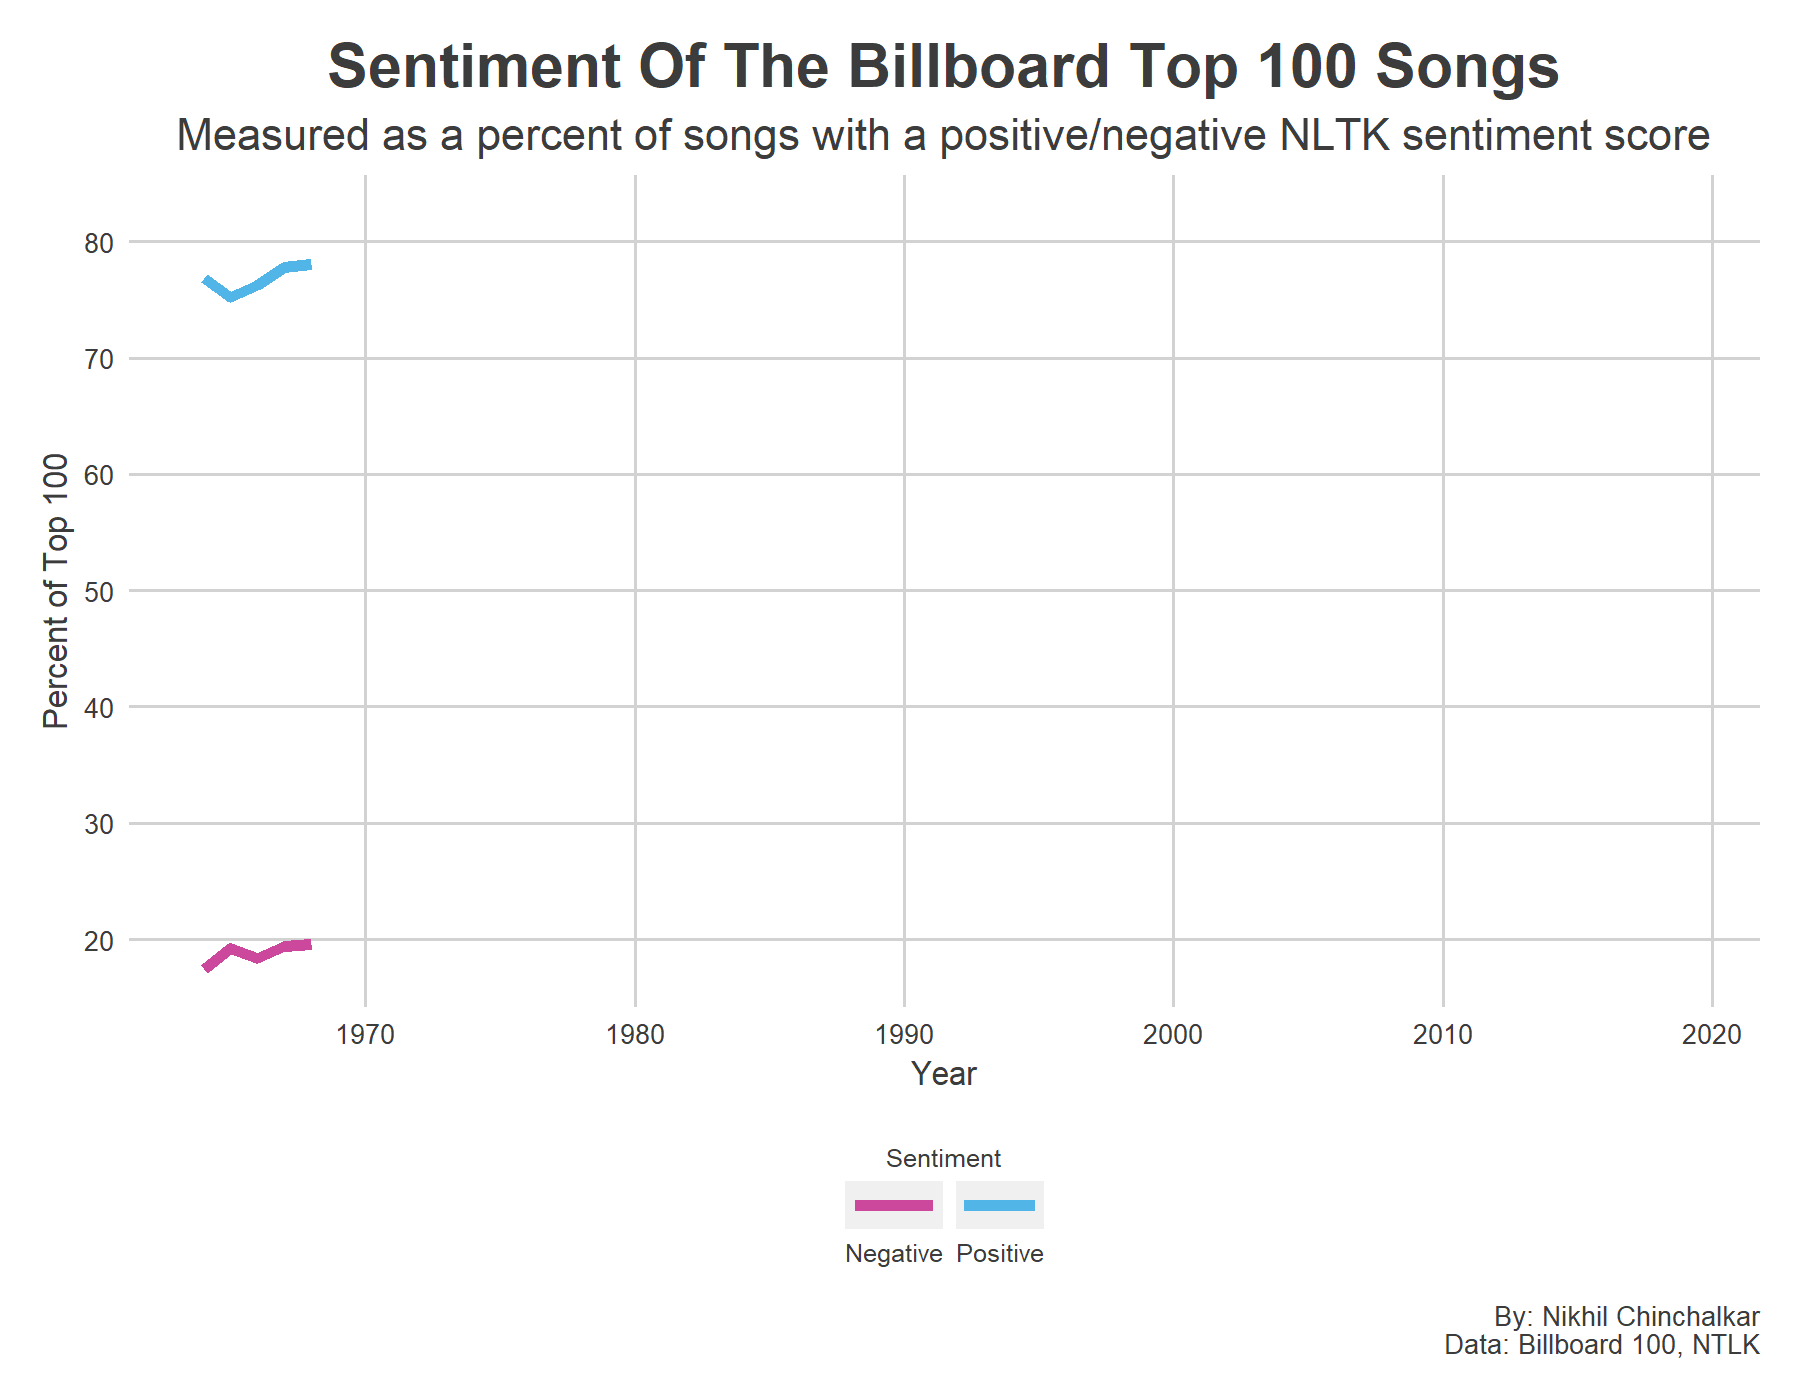 Sentiment Of The Billboard Top 100 Songs
Measured as a percent of songs with a positive/negative NLTK sentiment score
Percent of Top 100
80
70
60
50
40
30
20
1970 1980 1990 2000 2010 2020
Year
Sentiment
Negative Positive
By: Nikhil Chinchalkar
Data: Billboard 100, NTLK